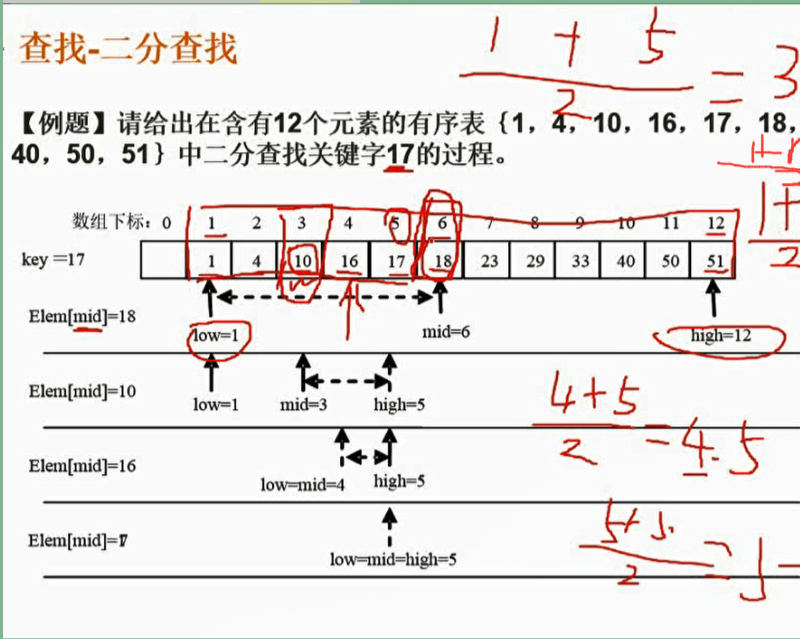 查找-二分查找
1 + 5
2
= 3
【例题】请给出在含有12个元素的有序表{1，4，10，16，17，18，
40，50，51}中二分查找关键字17的过程。
数组下标：0 1 2 3 4 5 6 7 8 9 10 11 12
key =17 1 4 10 16 17 18 23 29 33 40 50 51
2
Elem[mid]=18
low=1 mid=6 high=12
Elem[mid]=10
low=1 mid=3 high=5
4+5
2
= 4.5
Elem[mid]=16
low=mid=4 high=5
Elem[mid]=17
low=mid=high=5
5+5
2